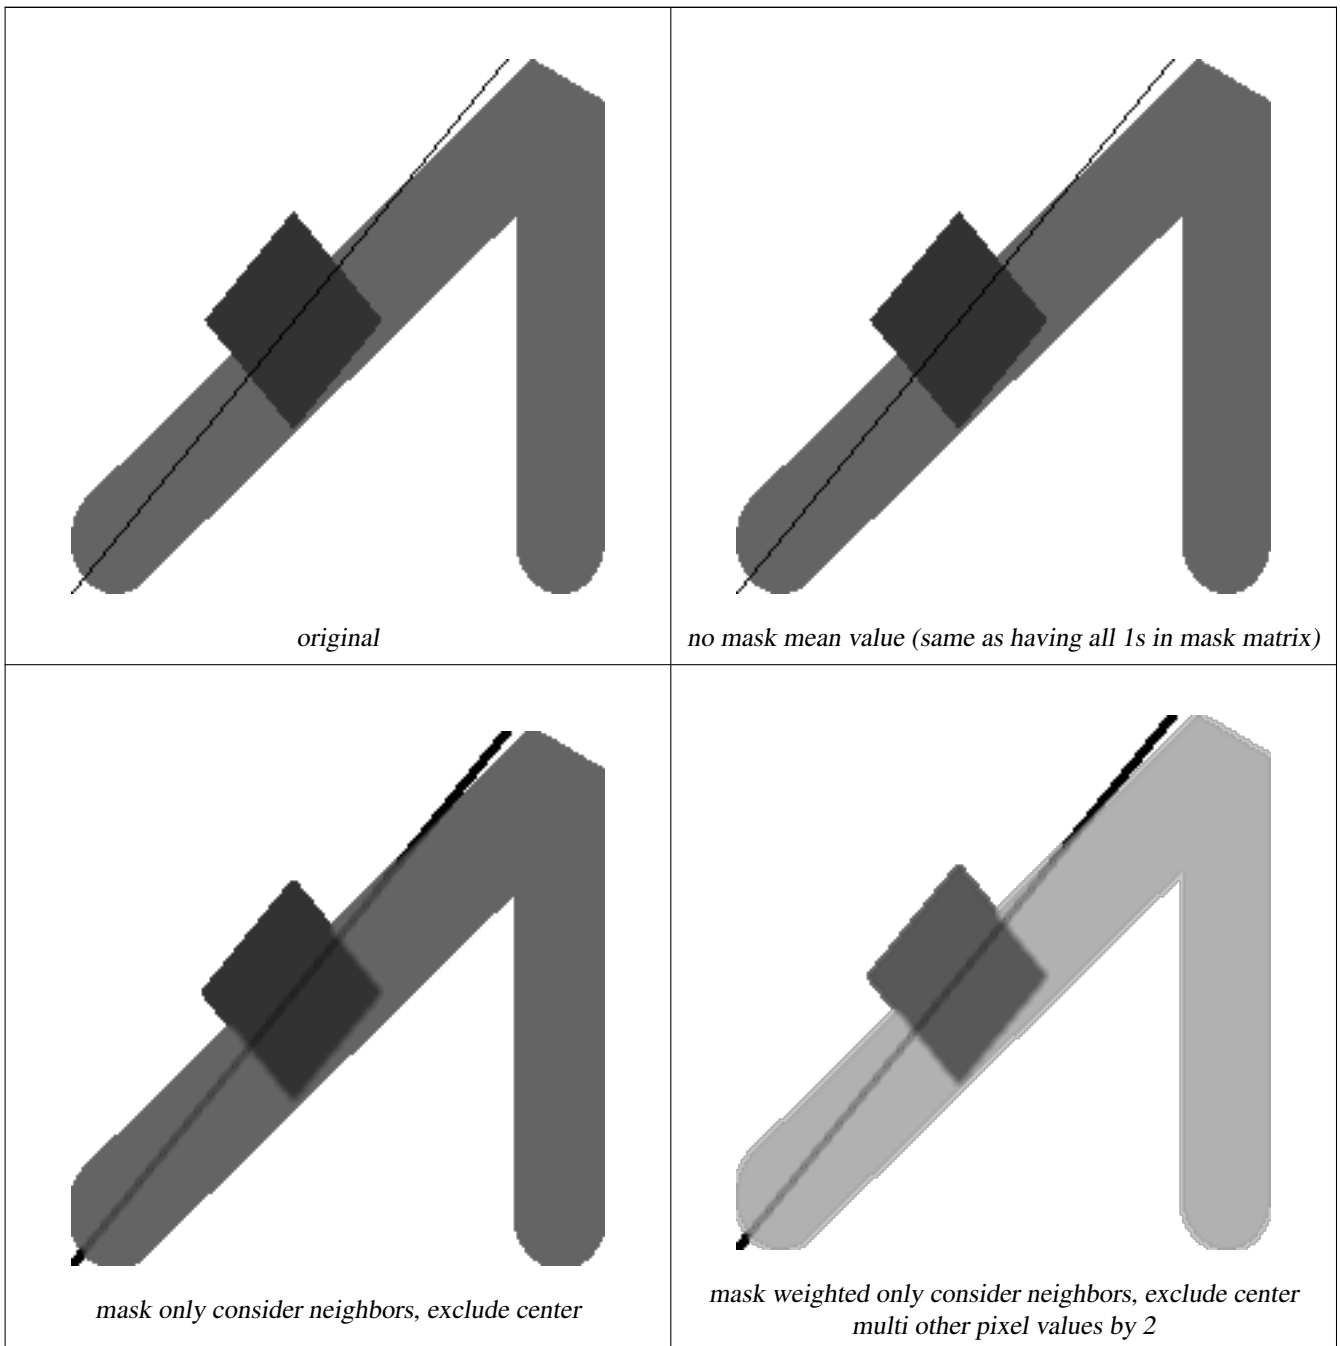 original
no mask mean value (same as having all 1s in mask matrix)
mask only consider neighbors, exclude center
mask weighted only consider neighbors, exclude center
multi other pixel values by 2